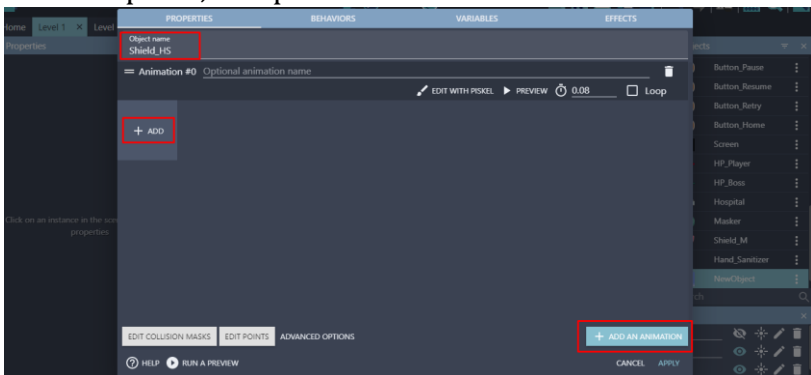 Home Level 1 × Level
PROPERTIES BEHAVIORS VARIABLES EFFECTS
Properties
Object name
Shield_HS
Animation #0 Optional animation name
EDIT WITH PISKEL PREVIEW 0.08 Loop
+ ADD
Click on an instance in the
properties
Button_Pause
Button_Resume
Button_Retry
Button_Home
Screen
HP_Player
HP_Boss
Hospital
Masker
Shield_M
Hand_Sanitizer
NewObject
EDIT COLLISION MASKS EDIT POINTS ADVANCED OPTIONS + ADD AN ANIMATION
HELP RUN A PREVIEW CANCEL APPLY